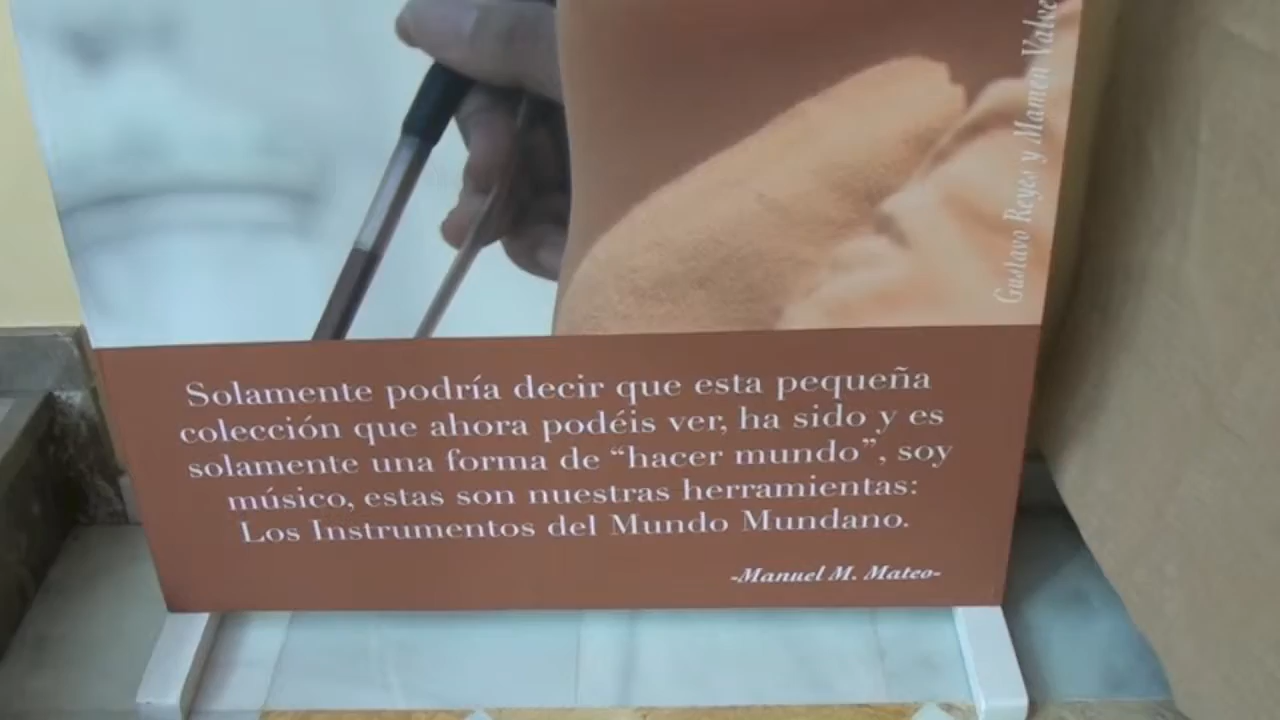 Gustavo Reyes y Mamen
Solamente podría decir que esta pequeña
colección que ahora podéis ver, ha sido y es
solamente una forma de “hacer mundo”, soy
músico, estas son nuestras herramientas:
Los Instrumentos del Mundo Mundano.
-Manuel M. Mateo-